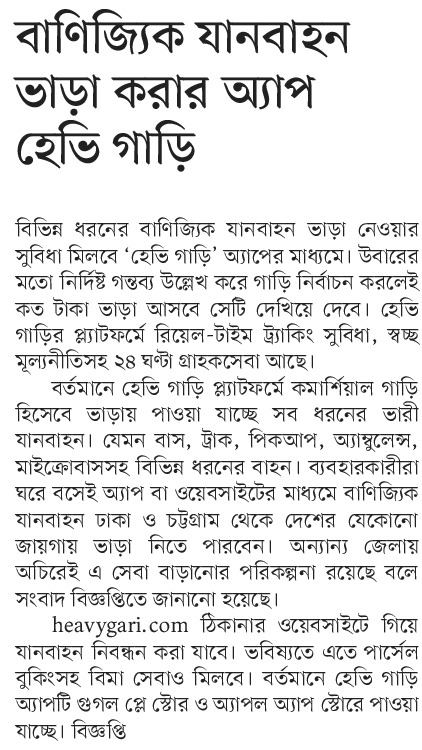 বাণিজ্যিক যানবাহন
ভাড়া করার অ্যাপ
হেভি গাড়ি
বিভিন্ন ধরনের বাণিজ্যিক যানবাহন ভাড়া নেওয়ার
সুবিধা মিলবে ‘হেভি গাড়ি’ অ্যাপের মাধ্যমে। উবারের
মতো নির্দিষ্ট গন্তব্য উল্লেখ করে গাড়ি নির্বাচন করলেই
কত টাকা ভাড়া আসবে সেটি দেখিয়ে দেবে। হেভি
গাড়ির প্ল্যাটফর্মে রিয়েল-টাইম ট্র্যাকিং সুবিধা, স্বচ্ছ
মূল্যনীতিসহ ২৪ ঘণ্টা গ্রাহকসেবা আছে।
বর্তমানে হেভি গাড়ি প্ল্যাটফর্মে কমার্শিয়াল গাড়ি
হিসেবে ভাড়ায় পাওয়া যাচ্ছে সব ধরনের ভারী
যানবাহন। যেমন বাস, ট্রাক, পিকআপ, অ্যাম্বুলেন্স,
মাইক্রোবাসসহ বিভিন্ন ধরনের বাহন। ব্যবহারকারীরা
ঘরে বসেই অ্যাপ বা ওয়েবসাইটের মাধ্যমে বাণিজ্যিক
যানবাহন ঢাকা ও চট্টগ্রাম থেকে দেশের যেকোনো
জায়গায় ভাড়া নিতে পারবেন। অন্যান্য জেলায়
অচিরেই এ সেবা বাড়ানোর পরিকল্পনা রয়েছে বলে
সংবাদ বিজ্ঞপ্তিতে জানানো হয়েছে।
heavygari.com ঠিকানার ওয়েবসাইটে গিয়ে
যানবাহন নিবন্ধন করা যাবে। ভবিষ্যতে এতে পার্সেল
বুকিংসহ বিমা সেবাও মিলবে। বর্তমানে হেভি গাড়ি
অ্যাপটি গুগল প্লে স্টোর ও অ্যাপল অ্যাপ স্টোরে পাওয়া
যাচ্ছে। বিজ্ঞপ্তি